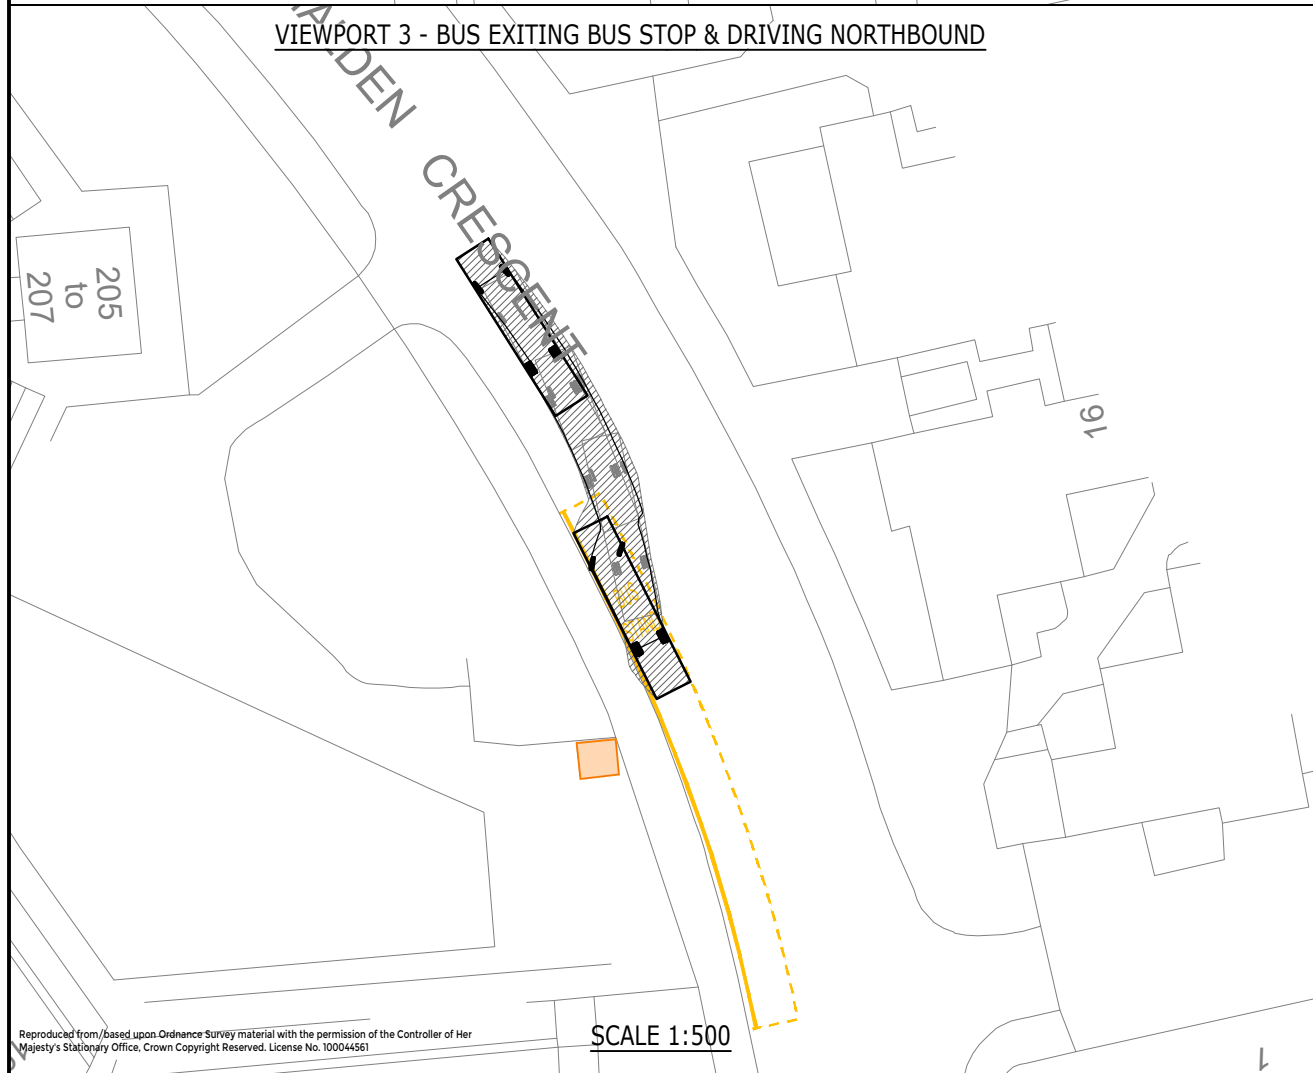 VIEWPORT 3 - BUS EXITING BUS STOP & DRIVING NORTHBOUND
CRESCENT
205
to
207
16
SCALE 1:500
Reproduced from/based upon Ordnance Survey material with the permission of the Controller of Her
Majesty's Stationary Office, Crown Copyright Reserved. License No. 100044561
1